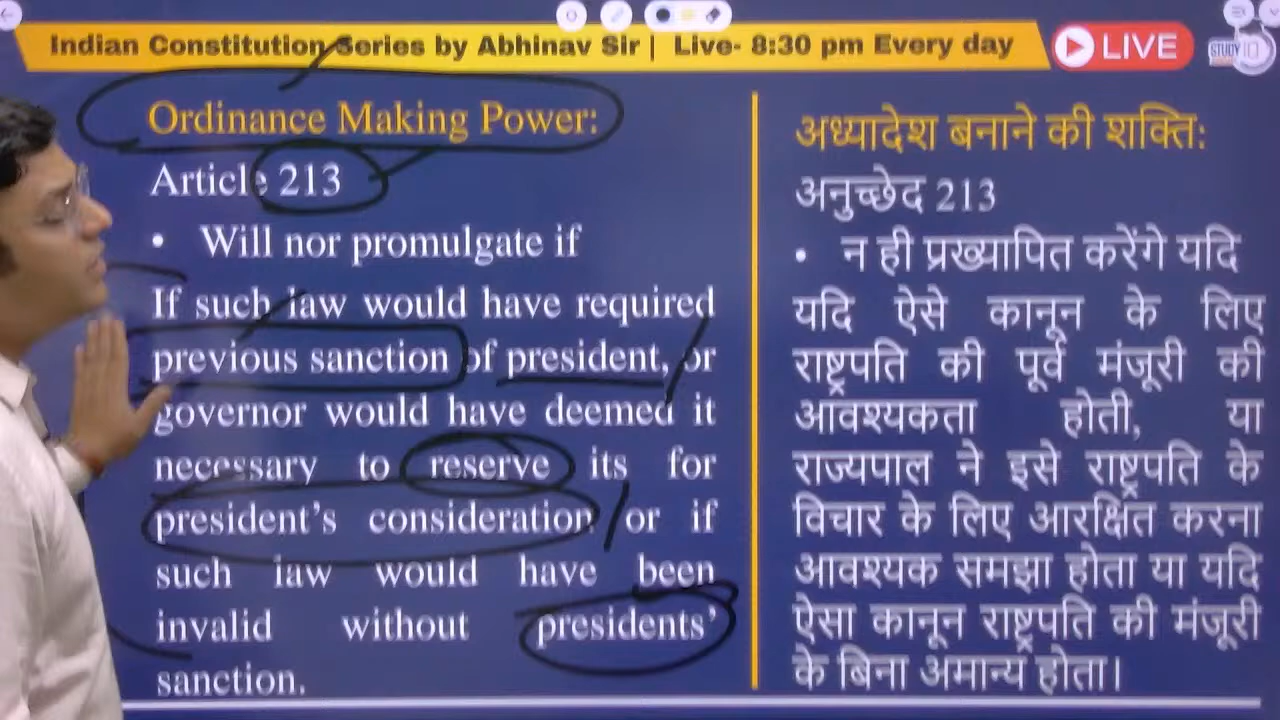 Indian Constitution Series by Abhinav Sir | Live- 8:30 pm Every day
LIVE
STUDY
Ordinance Making Power:
Article 213
• Will nor promulgate if
If such law would have required
previous sanction of president, or
governor would have deemed it
necessary to reserve its for
president's consideration or if
such law would have been
invalid without presidents'
sanction.
अध्यादेश बनाने की शक्ति:
अनुच्छेद 213
• न ही प्रख्यापित करेंगे यदि
यदि ऐसे कानून के लिए
राष्ट्रपति की पूर्व मंजूरी की
आवश्यकता होती, या
राज्यपाल ने इसे राष्ट्रपति के
विचार के लिए आरक्षित करना
आवश्यक समझा होता या यदि
ऐसा कानून राष्ट्रपति की मंजूरी
के बिना अमान्य होता।